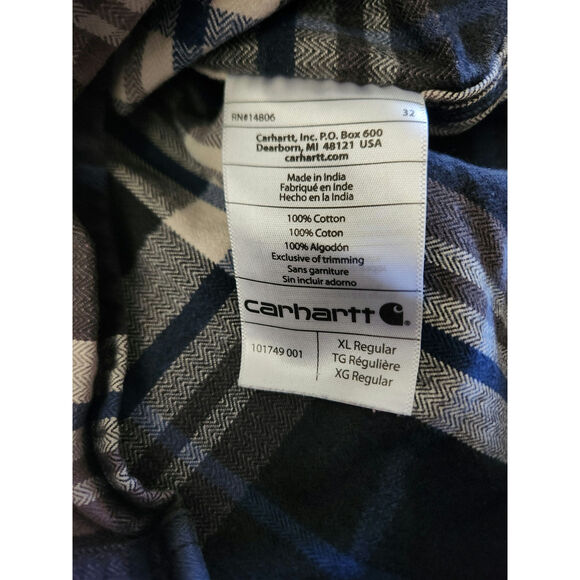 RN#14806 32
Carhartt, Inc. P.O. Box 600
Dearborn, MI 48121 USA
carhartt.com
Made in India
Fabriqué en Inde
Hecho en la India
100% Cotton
100% Coton
100% Algodón
Exclusive of trimming
Sans garniture
Sin incluir adorno
carhartt
101749 001
XL Regular
TG Régulière
XG Regular